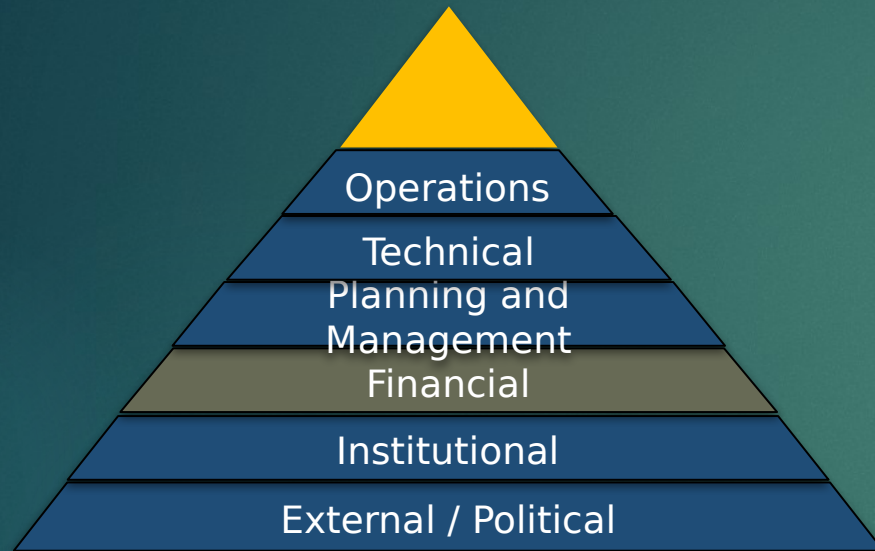 Operations
Technical
Planning and
Management
Financial
Institutional
External / Political